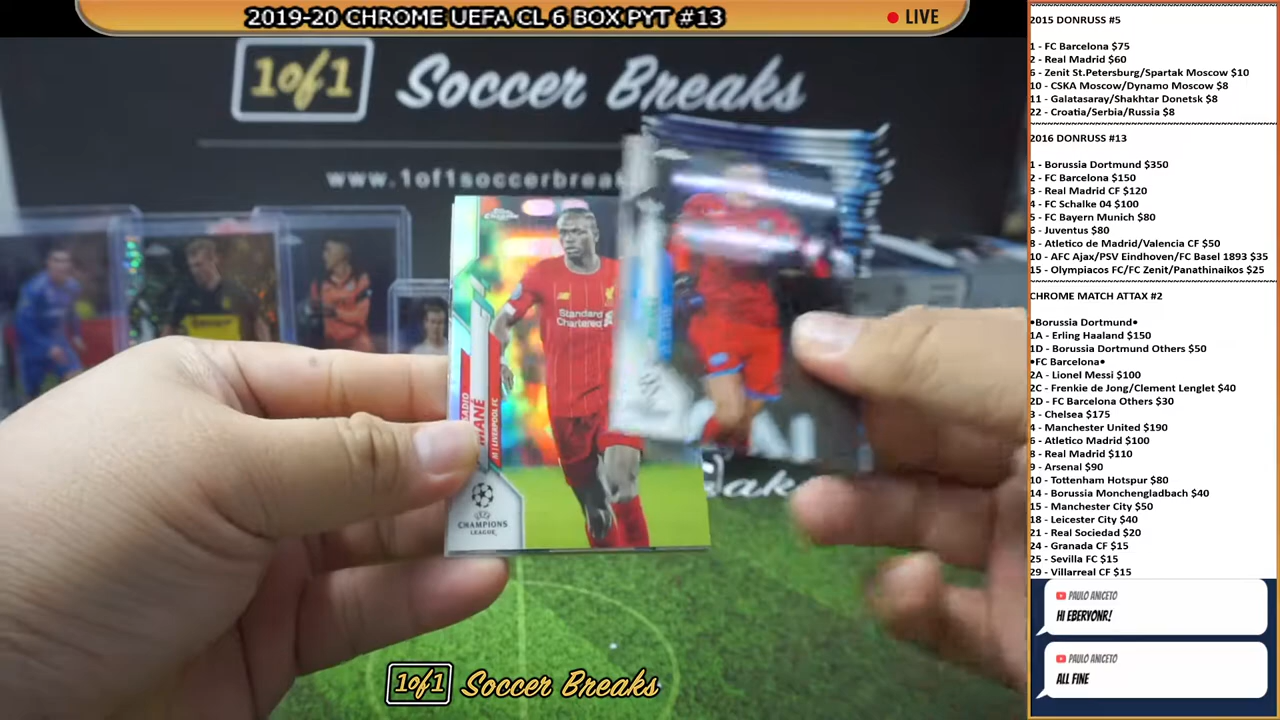 2019-20 CHROME UEFA CL 6 BOX PYT #13
LIVE
1of1 Soccer Breaks
www.1of1soccerbreak
Topps Chrome
Standard
Chartered
MANÉ
M | LIVERPOOL FC
CHAMPIONS
LEAGUE
1of1 Soccer Breaks
2015 DONRUSS #5
1 - FC Barcelona $75
2 - Real Madrid $60
6 - Zenit St.Petersburg/Spartak Moscow $10
10 - CSKA Moscow/Dynamo Moscow $8
11 - Galatasaray/Shakhtar Donetsk $8
22 - Croatia/Serbia/Russia $8
2016 DONRUSS #13
1 - Borussia Dortmund $350
2 - FC Barcelona $150
3 - Real Madrid CF $120
4 - FC Schalke 04 $100
5 - FC Bayern Munich $80
6 - Juventus $80
8 - Atletico de Madrid/Valencia CF $50
10 - AFC Ajax/PSV Eindhoven/FC Basel 1893 $35
15 - Olympiacos FC/FC Zenit/Panathinaikos $25
CHROME MATCH ATTAX #2
•Borussia Dortmund•
1A - Erling Haaland $150
1D - Borussia Dortmund Others $50
•FC Barcelona•
2A - Lionel Messi $100
2C - Frenkie de Jong/Clement Lenglet $40
2D - FC Barcelona Others $30
3 - Chelsea $175
4 - Manchester United $190
6 - Atletico Madrid $100
8 - Real Madrid $110
9 - Arsenal $90
10 - Tottenham Hotspur $80
14 - Borussia Monchengladbach $40
15 - Manchester City $50
18 - Leicester City $40
21 - Real Sociedad $20
24 - Granada CF $15
25 - Sevilla FC $15
29 - Villarreal CF $15
PAULO ANICETO
HI EBERYONR!
PAULO ANICETO
ALL FINE